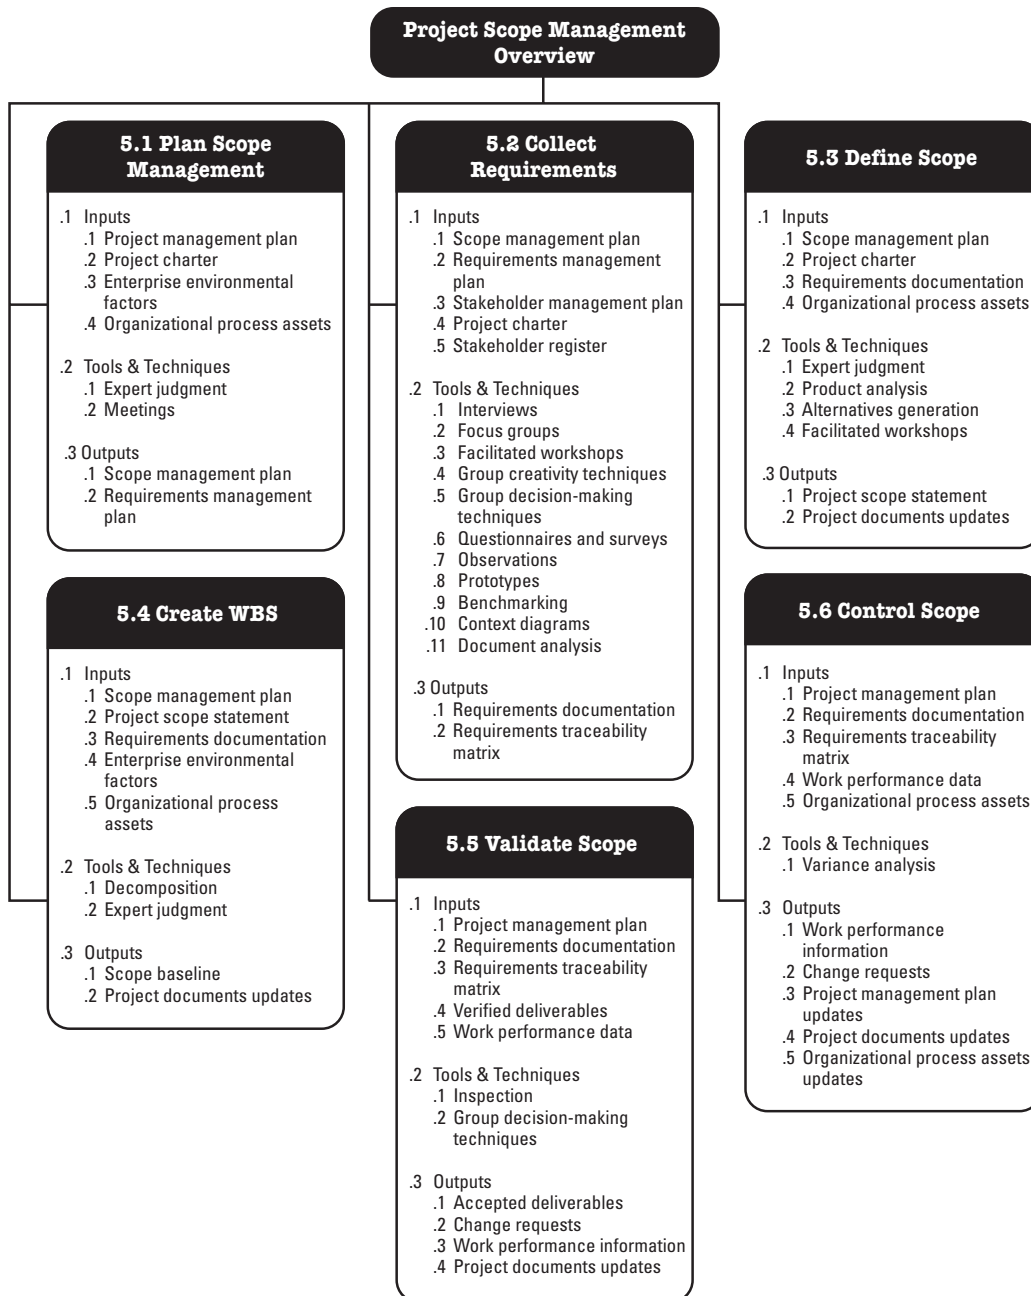 Project Scope Management
Overview
5.1 Plan Scope
Management
.1 Inputs
.1 Project management plan
.2 Project charter
.3 Enterprise environmental
factors
.4 Organizational process assets
.2 Tools & Techniques
.1 Expert judgment
.2 Meetings
.3 Outputs
.1 Scope management plan
.2 Requirements management
plan
5.2 Collect
Requirements
.1 Inputs
.1 Scope management plan
.2 Requirements management
plan
.3 Stakeholder management plan
.4 Project charter
.5 Stakeholder register
.2 Tools & Techniques
.1 Interviews
.2 Focus groups
.3 Facilitated workshops
.4 Group creativity techniques
.5 Group decision-making
techniques
.6 Questionnaires and surveys
.7 Observations
.8 Prototypes
.9 Benchmarking
.10 Context diagrams
.11 Document analysis
.3 Outputs
.1 Requirements documentation
.2 Requirements traceability
matrix
5.3 Define Scope
.1 Inputs
.1 Scope management plan
.2 Project charter
.3 Requirements documentation
.4 Organizational process assets
.2 Tools & Techniques
.1 Expert judgment
.2 Product analysis
.3 Alternatives generation
.4 Facilitated workshops
.3 Outputs
.1 Project scope statement
.2 Project documents updates
5.4 Create WBS
.1 Inputs
.1 Scope management plan
.2 Project scope statement
.3 Requirements documentation
.4 Enterprise environmental
factors
.5 Organizational process
assets
.2 Tools & Techniques
.1 Decomposition
.2 Expert judgment
.3 Outputs
.1 Scope baseline
.2 Project documents updates
5.5 Validate Scope
.1 Inputs
.1 Project management plan
.2 Requirements documentation
.3 Requirements traceability
matrix
.4 Verified deliverables
.5 Work performance data
.2 Tools & Techniques
.1 Inspection
.2 Group decision-making
techniques
.3 Outputs
.1 Accepted deliverables
.2 Change requests
.3 Work performance information
.4 Project documents updates
5.6 Control Scope
.1 Inputs
.1 Project management plan
.2 Requirements documentation
.3 Requirements traceability
matrix
.4 Work performance data
.5 Organizational process assets
.2 Tools & Techniques
.1 Variance analysis
.3 Outputs
.1 Work performance
information
.2 Change requests
.3 Project management plan
updates
.4 Project documents updates
.5 Organizational process assets
updates